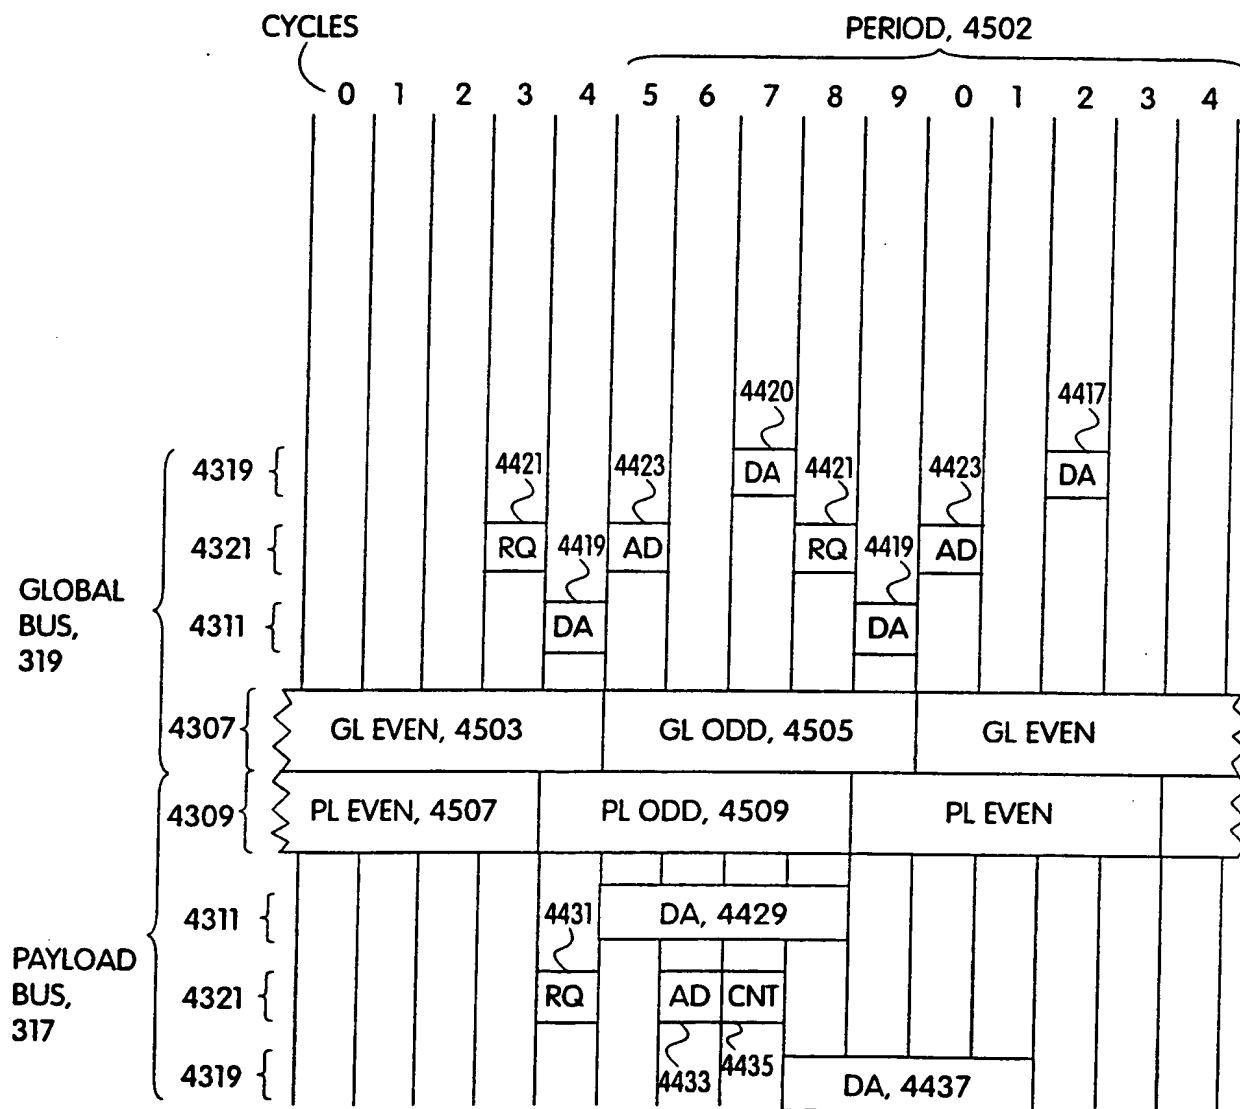 CYCLES
PERIOD, 4502
0 1 2 3 4 5 6 7 8 9 0 1 2 3 4
4420 4417
4319 { 4421 4423 DA 4421 4423 DA
4321 { RQ 4419 AD RQ 4419 AD
GLOBAL
BUS,
319
4311 { DA DA
4307 { GL EVEN, 4503 GL ODD, 4505 GL EVEN
4309 { PL EVEN, 4507 PL ODD, 4509 PL EVEN
4311 { 4431 DA, 4429
PAYLOAD
BUS,
317
4321 { RQ AD CNT
4433 4435
4319 { DA, 4437